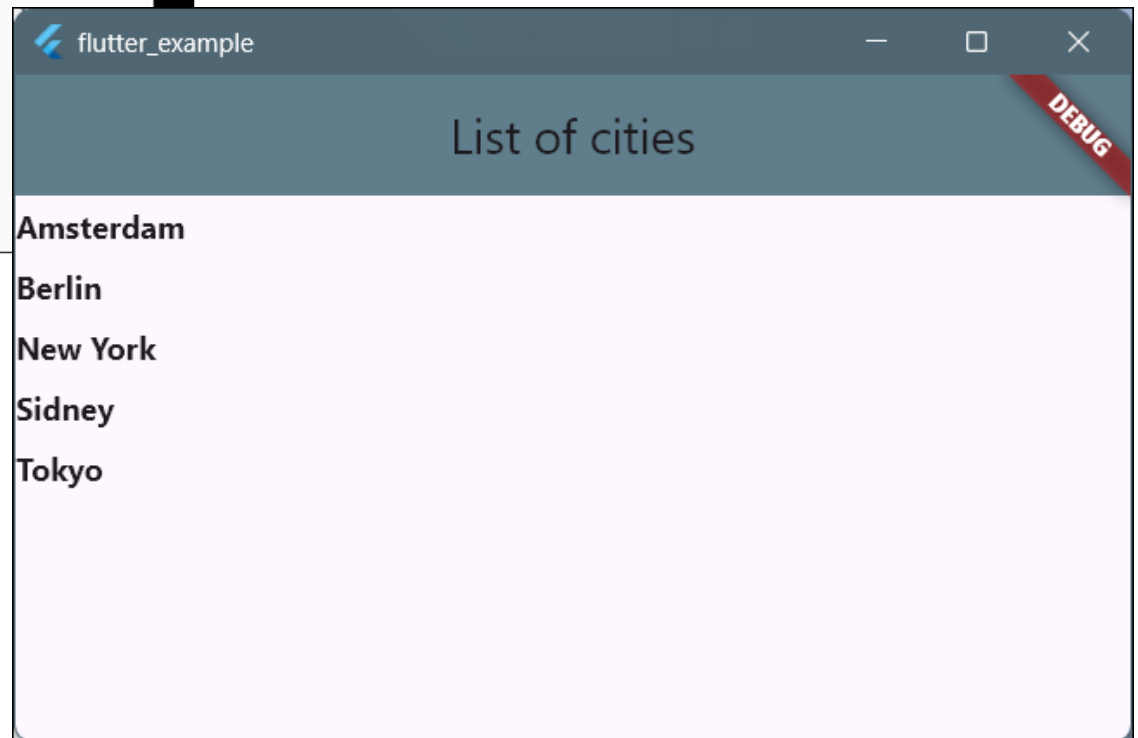 flutter_example
List of cities
DEBUG
Amsterdam
Berlin
New York
Sidney
Tokyo